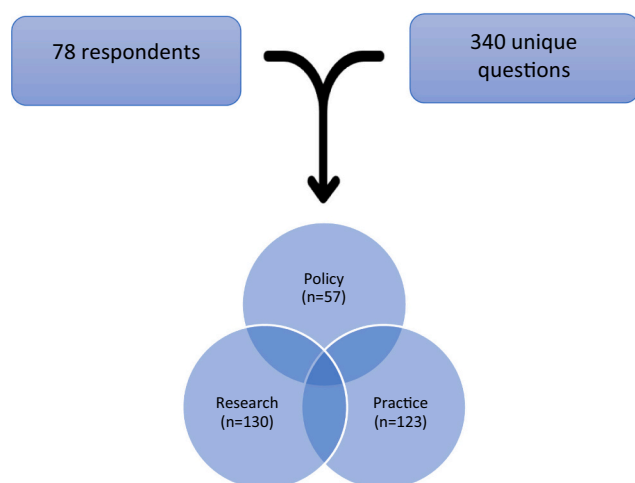 78 respondents
340 unique
questions
Policy
(n=57)
Research
(n=130)
Practice
(n=123)